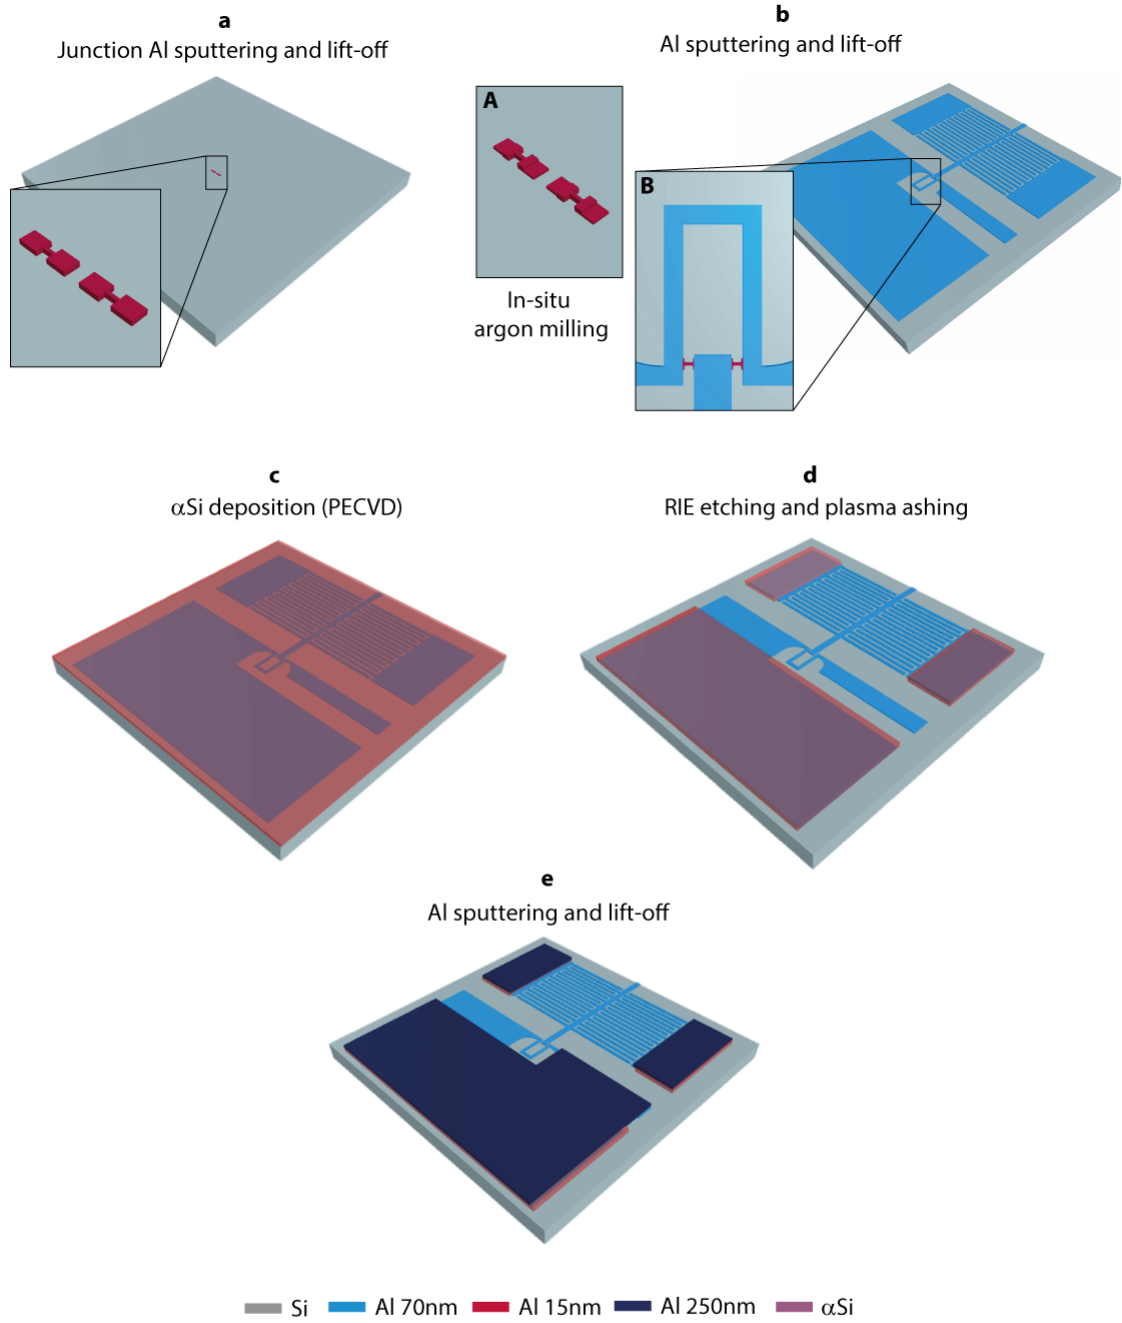 a
Junction Al sputtering and lift-off
b
Al sputtering and lift-off
A
In-situ
argon milling
B
c
αSi deposition (PECVD)
d
RIE etching and plasma ashing
e
Al sputtering and lift-off
Si Al 70nm Al 15nm Al 250nm αSi